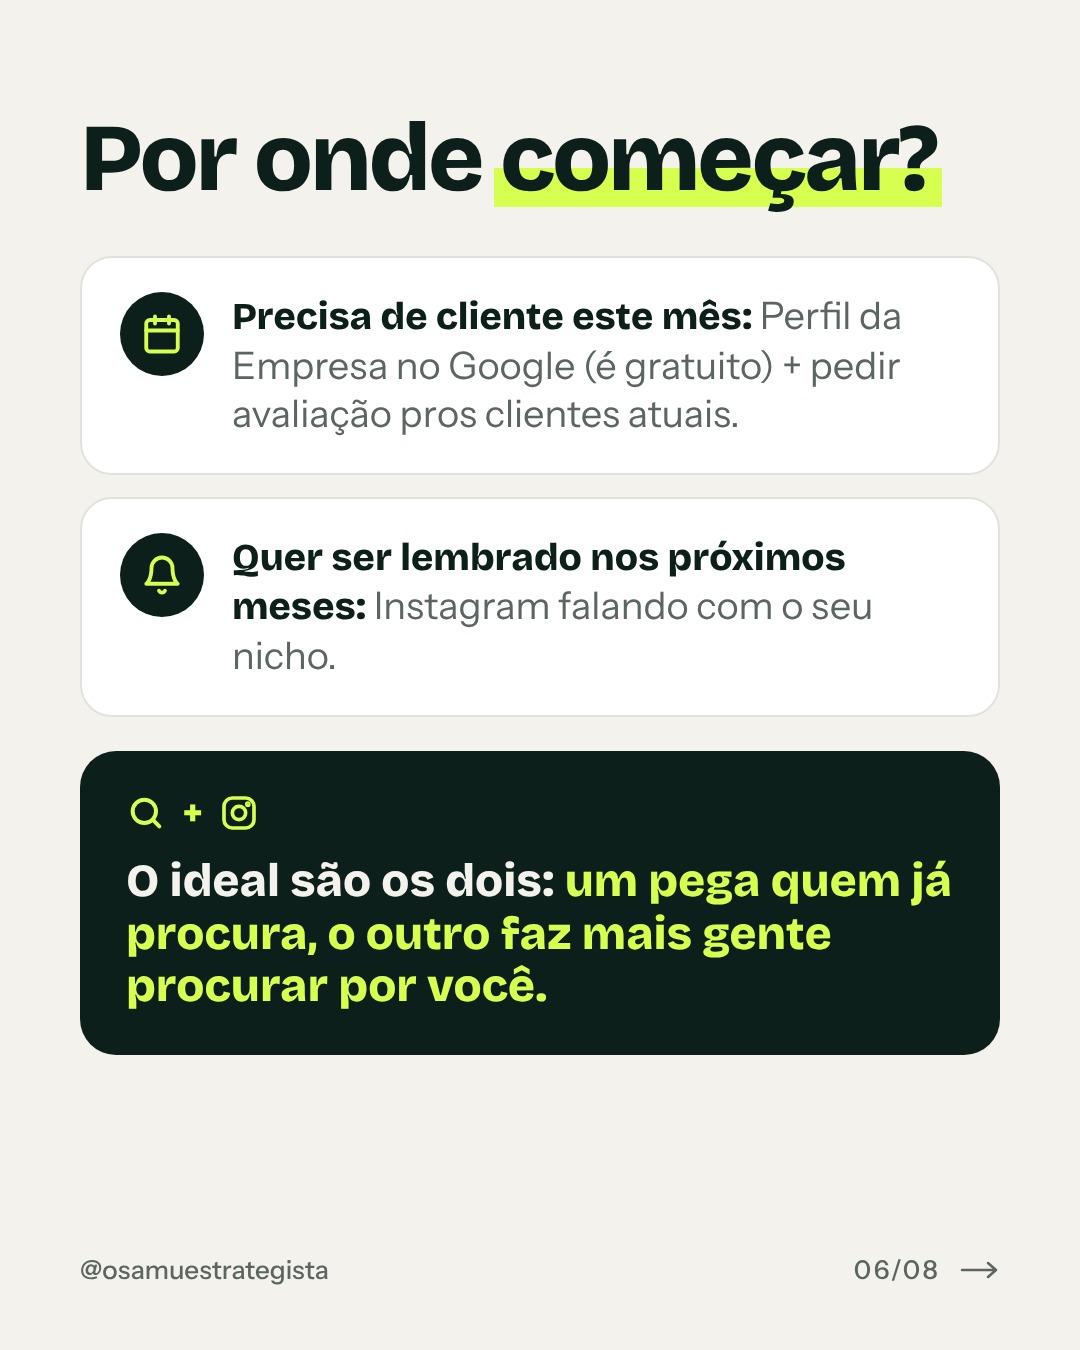 Por onde começar?
Precisa de cliente este mês: Perfil da
Empresa no Google (é gratuito) + pedir
avaliação pros clientes atuais.
Quer ser lembrado nos próximos
meses: Instagram falando com o seu
nicho.
+
O ideal são os dois: um pega quem já
procura, o outro faz mais gente
procurar por você.
@osamuestrategista
06/08 →